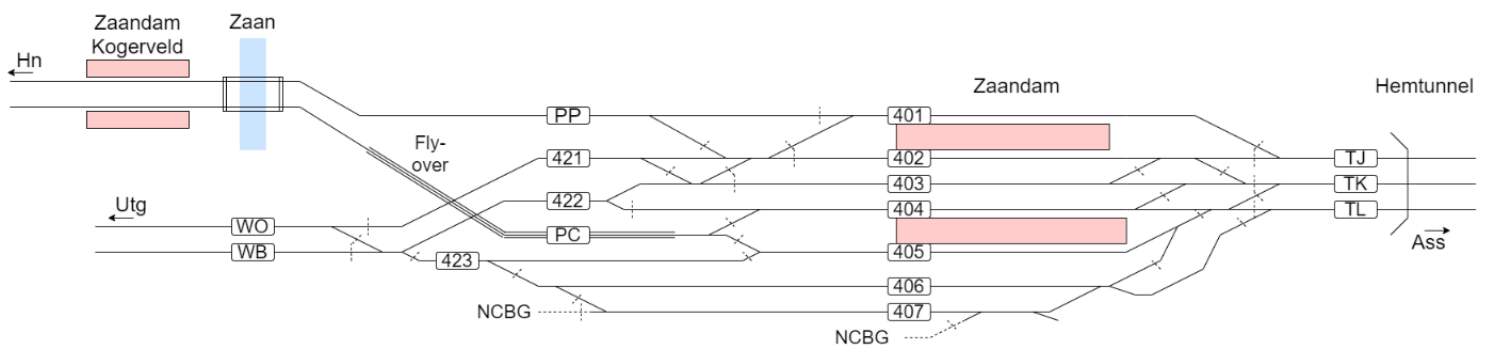 Zaandam
Kogerveld
Zaan
Hn
Zaandam
Hemtunnel
PP
401
Fly-
over
421
402
TJ
403
TK
Utg
422
404
TL
WO
PC
Ass
WB
423
405
406
NCBG
407
NCBG